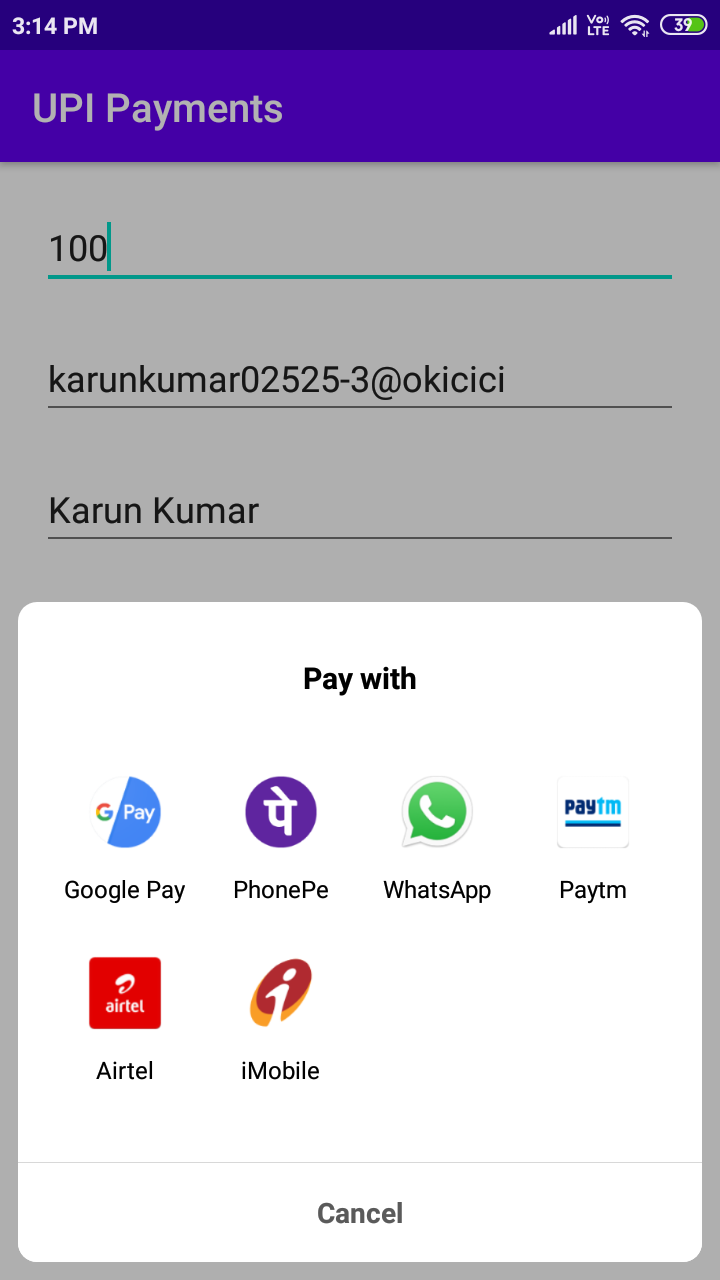 3:14 PM Vo LTE 39
UPI Payments
100
karunkumar02525-3@okicici
Karun Kumar
Pay with
G Pay पे paytm
Google Pay PhonePe WhatsApp Paytm
airtel i
Airtel iMobile
Cancel